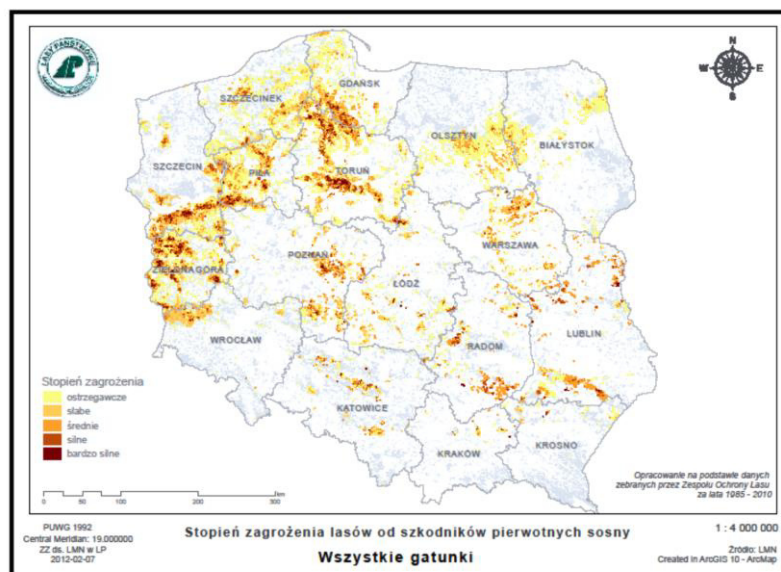 LASY PAŃSTWOWE
N
W E
S
GDAŃSK
SZCZECINEK
OLSZTYN
BIAŁYSTOK
SZCZECIN
PIŁA
TORUŃ
WARSZAWA
POZNAŃ
ZIELONA GÓRA
ŁÓDŹ
LUBLIN
WROCŁAW
RADOM
KATOWICE
KRAKÓW
KROSNO
Stopień zagrożenia
ostrzegawcze
słabe
średnie
silne
bardzo silne
0 50 100 200 300 km
Opracowanie na podstawie danych
zebranych przez Zespołu Ochrony Lasu
za lata 1985 - 2010
PUWG 1992
Central Meridian: 19.000000
ZZ ds. LMN w LP
2012-02-07
Stopień zagrożenia lasów od szkodników pierwotnych sosny
Wszystkie gatunki
1 : 4 000 000
Źródło: LMN
Created in ArcGIS 10 - ArcMap